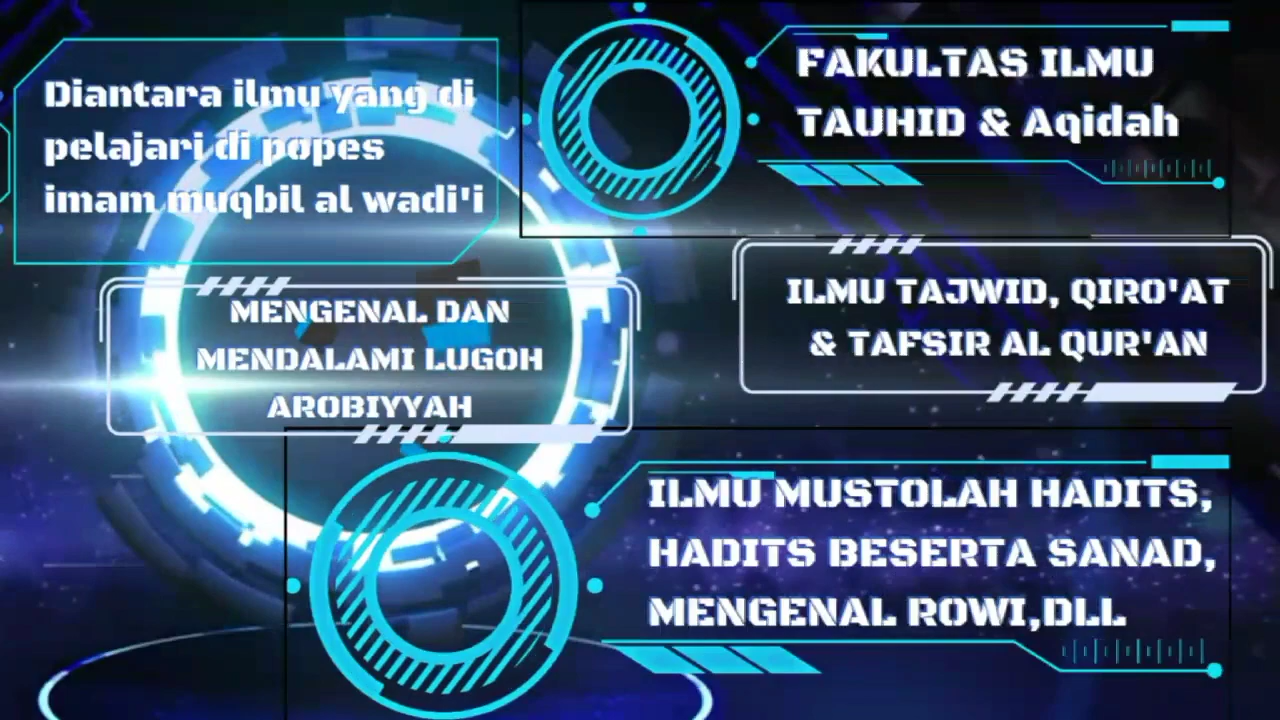 Diantara ilmu yang di
pelajari di popes
imam muqbil al wadi'i
FAKULTAS ILMU
TAUHID & Aqidah
MENGENAL DAN
MENDALAMI LUGOH
AROBIYYAH
ILMU TAJWID, QIRO'AT
& TAFSIR AL QUR'AN
ILMU MUSTOLAH HADITS,
HADITS BESERTA SANAD,
MENGENAL ROWI,DLL